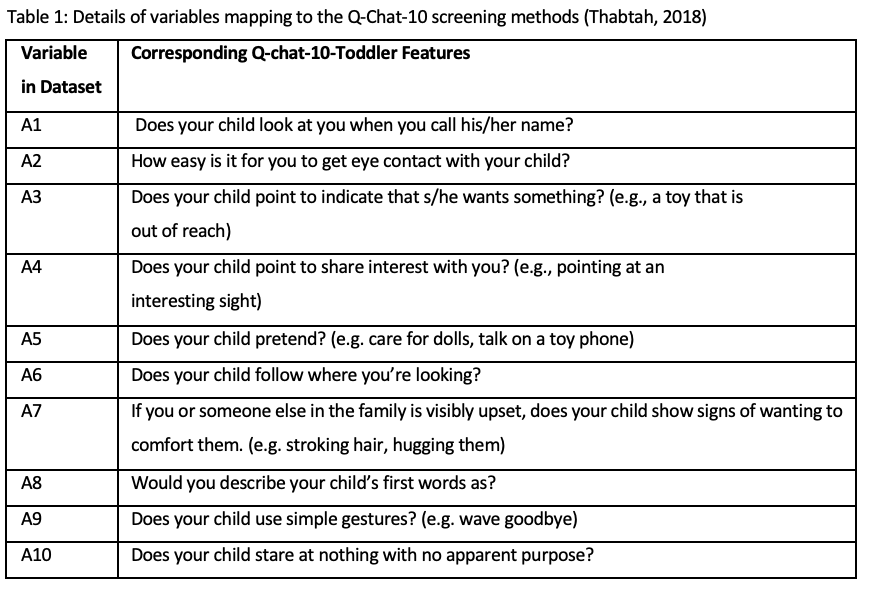 Table 1: Details of variables mapping to the Q-Chat-10 screening methods (Thabtah, 2018)
Variable
in Dataset
Corresponding Q-chat-10-Toddler Features
A1
Does your child look at you when you call his/her name?
A2
How easy is it for you to get eye contact with your child?
A3
Does your child point to indicate that s/he wants something? (e.g., a toy that is
out of reach)
A4
Does your child point to share interest with you? (e.g., pointing at an
interesting sight)
A5
Does your child pretend? (e.g. care for dolls, talk on a toy phone)
A6
Does your child follow where you’re looking?
A7
If you or someone else in the family is visibly upset, does your child show signs of wanting to
comfort them. (e.g. stroking hair, hugging them)
A8
Would you describe your child’s first words as?
A9
Does your child use simple gestures? (e.g. wave goodbye)
A10
Does your child stare at nothing with no apparent purpose?